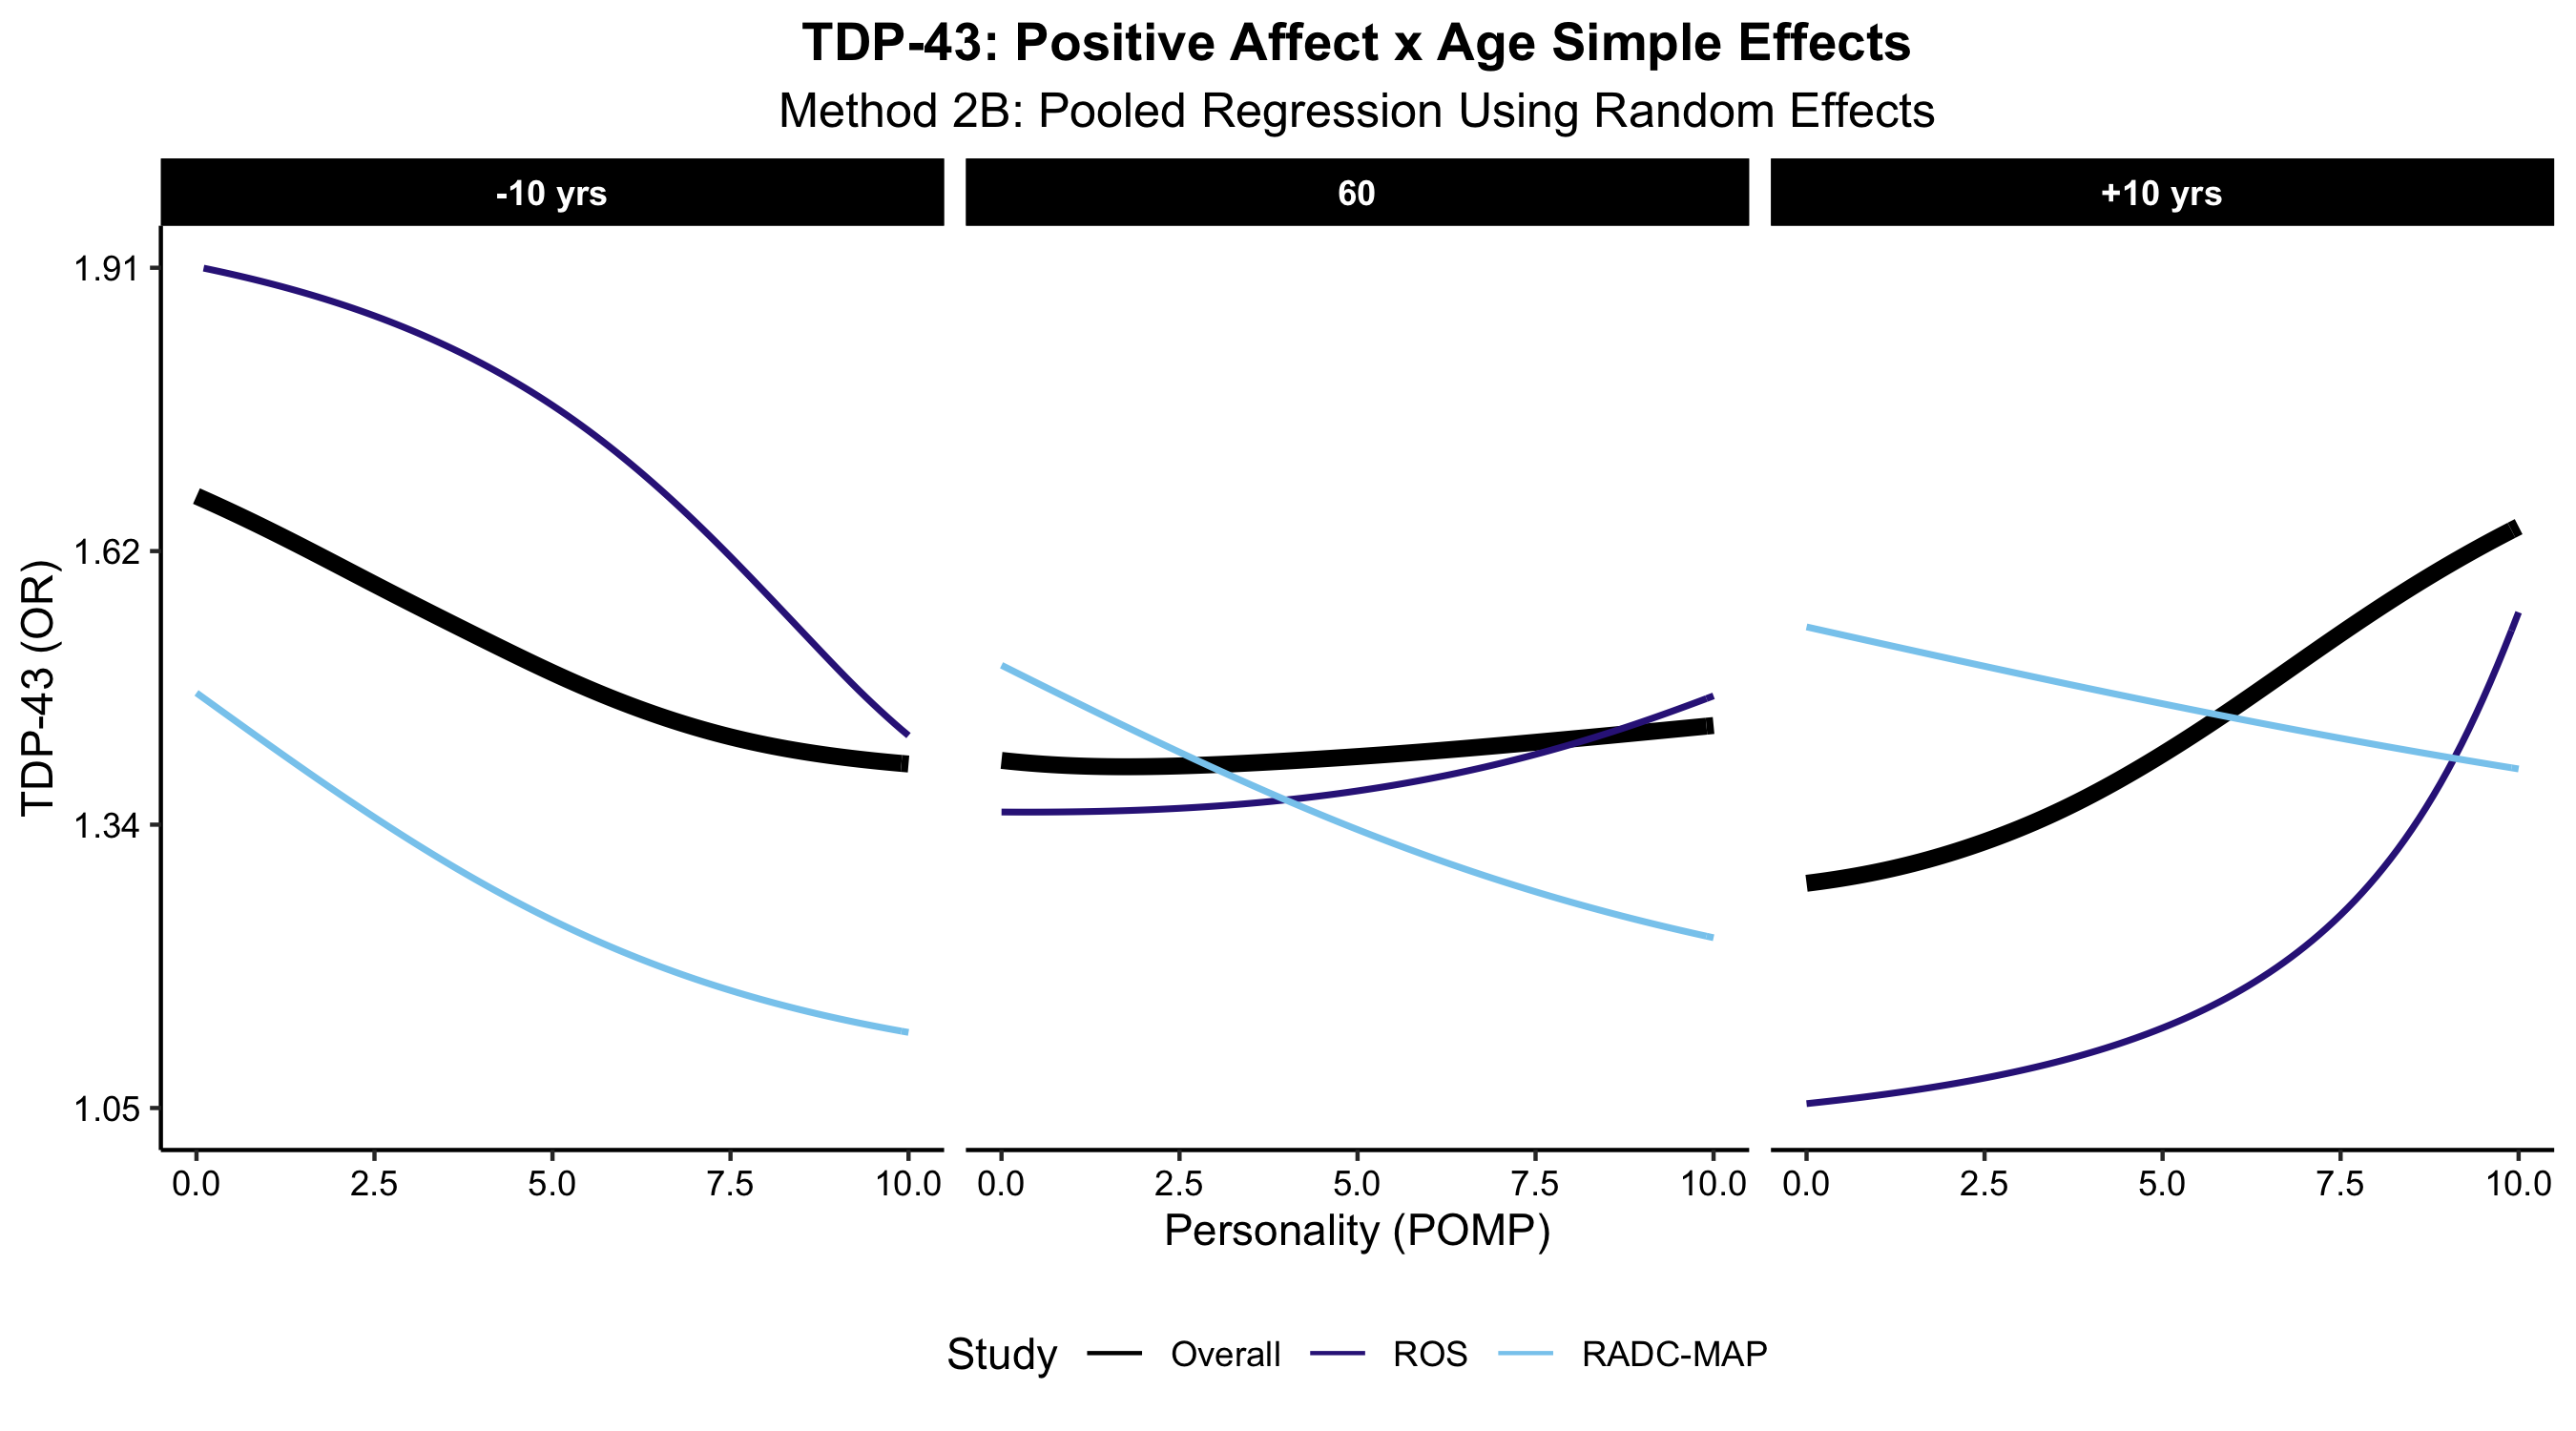 TDP-43: Positive Affect x Age Simple Effects
Method 2B: Pooled Regression Using Random Effects
-10 yrs 60 +10 yrs
TDP-43 (OR)
1.91
1.62
1.34
1.05
0.0 2.5 5.0 7.5 10.0 0.0 2.5 5.0 7.5 10.0 0.0 2.5 5.0 7.5 10.0
Personality (POMP)
Study Overall ROS RADC-MAP